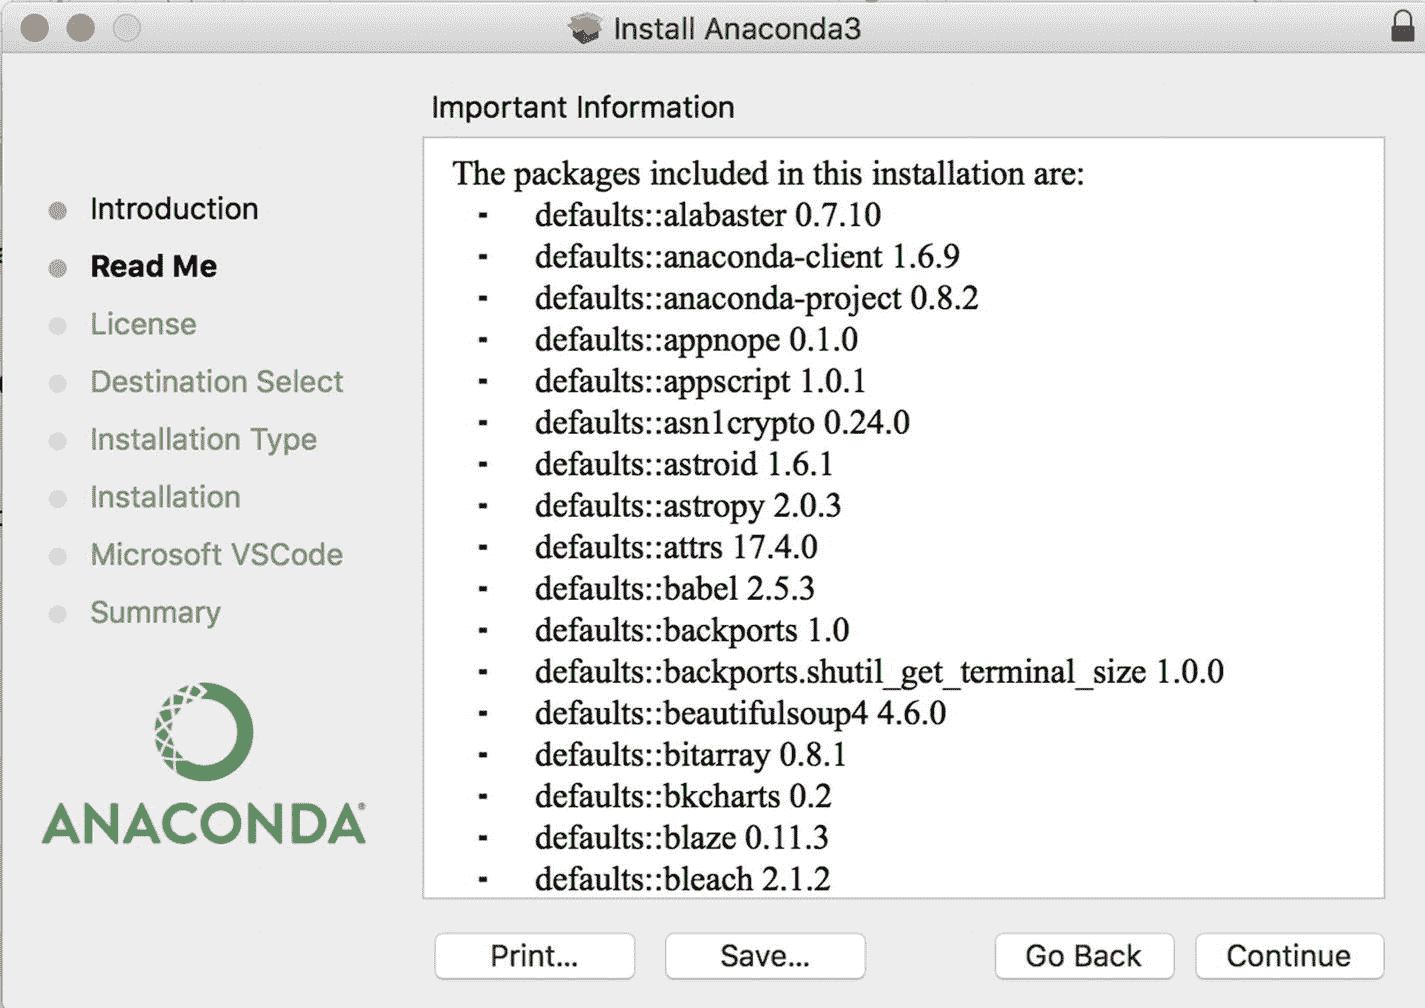 Install Anaconda3
Important Information
Introduction
Read Me
License
Destination Select
Installation Type
Installation
Microsoft VSCode
Summary
ANANCONDA®
The packages included in this installation are:
- defaults::alabaster 0.7.10
- defaults::anaconda-client 1.6.9
- defaults::anaconda-project 0.8.2
- defaults::appnope 0.1.0
- defaults::appscript 1.0.1
- defaults::asn1crypto 0.24.0
- defaults::astroid 1.6.1
- defaults::astropy 2.0.3
- defaults::attrs 17.4.0
- defaults::babel 2.5.3
- defaults::backports 1.0
- defaults::backports.shutil_get_terminal_size 1.0.0
- defaults::beautifulsoup4 4.6.0
- defaults::bitarray 0.8.1
- defaults::bkcharts 0.2
- defaults::blaze 0.11.3
- defaults::bleach 2.1.2
Print...
Save...
Go Back
Continue